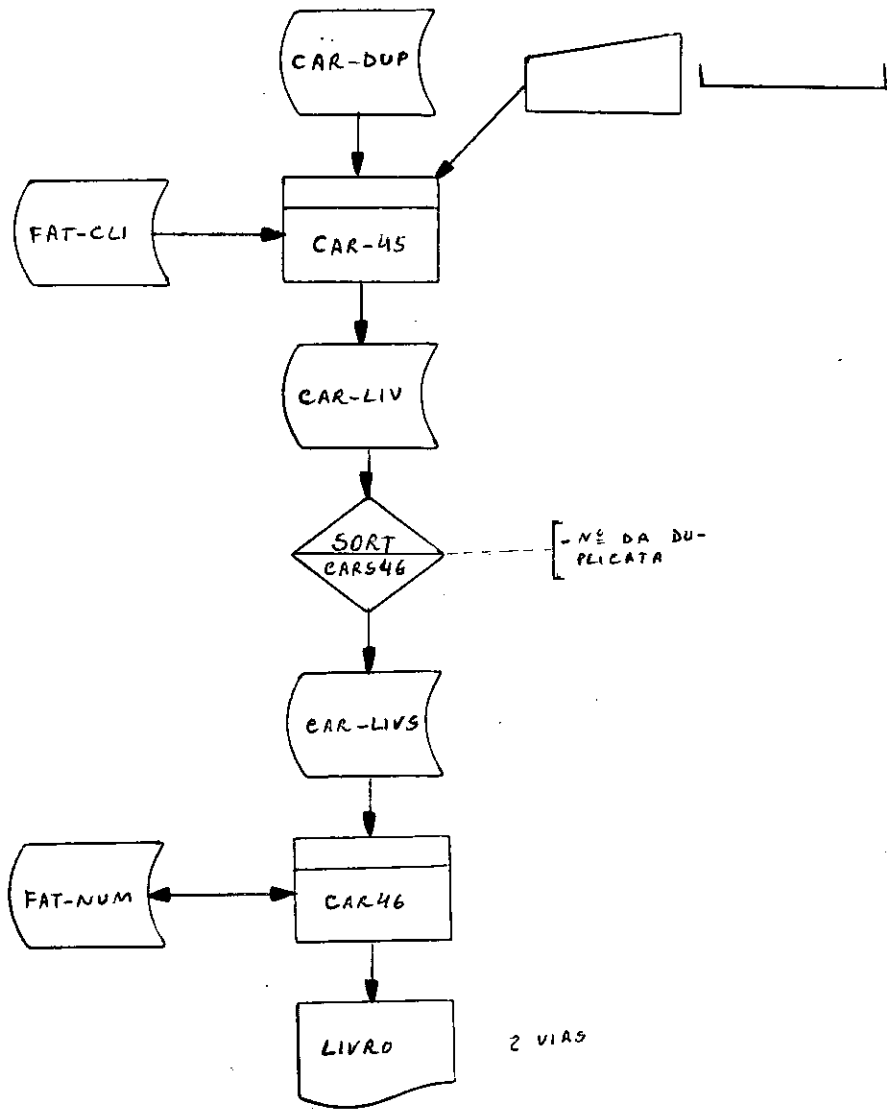 CAR-DUP
FAT-CLI
CAR-45
CAR-LIV
SORT
CARS46
- Nº DA DU-
PLICATA
CAR-LIVS
FAT-NUM
CAR46
LIVRO
2 VIAS